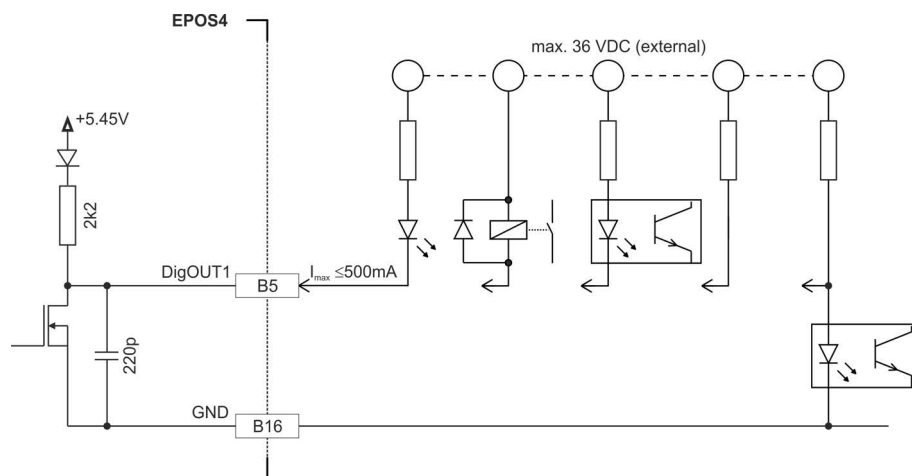 EPOS4
max. 36 VDC (external)
+5.45V
2k2
DigOUT1
B5
Imax ≤500mA
220p
GND
B16